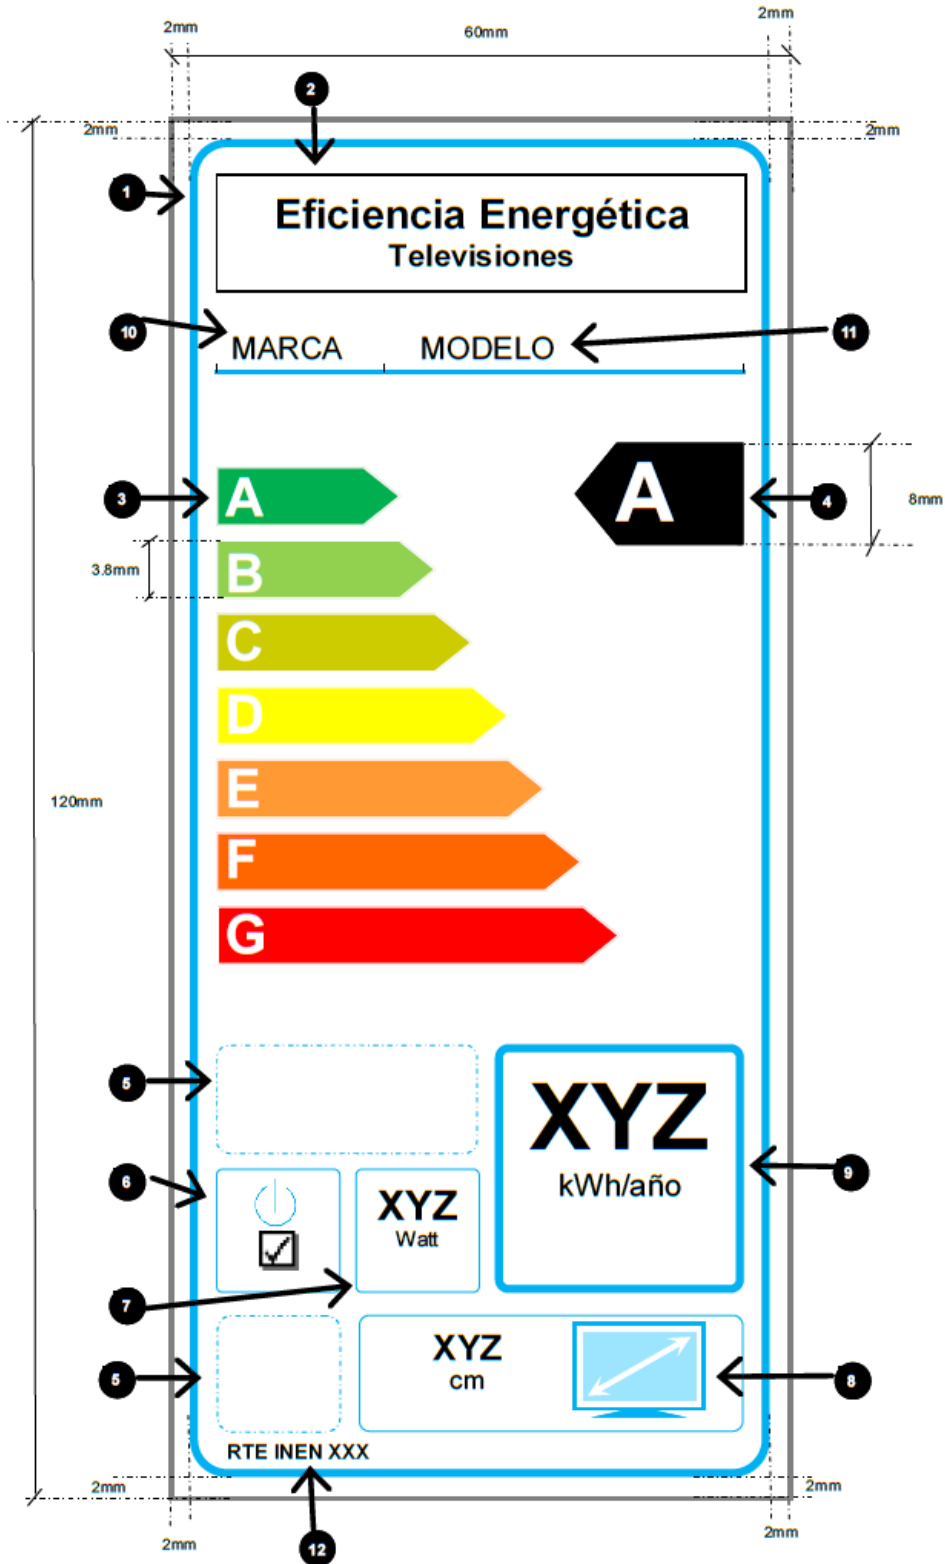 2mm
60mm
2mm
2
2mm
2mm
1
Eficiencia Energética
Televisiones
10
MARCA
MODELO
11
3
A
A
4
8mm
3.8mm
B
C
D
120mm
E
F
G
5
XYZ
kWh/año
9
6
XYZ
Watt
7
5
XYZ
cm
8
RTE INEN XXX
2mm
2mm
2mm
12
2mm